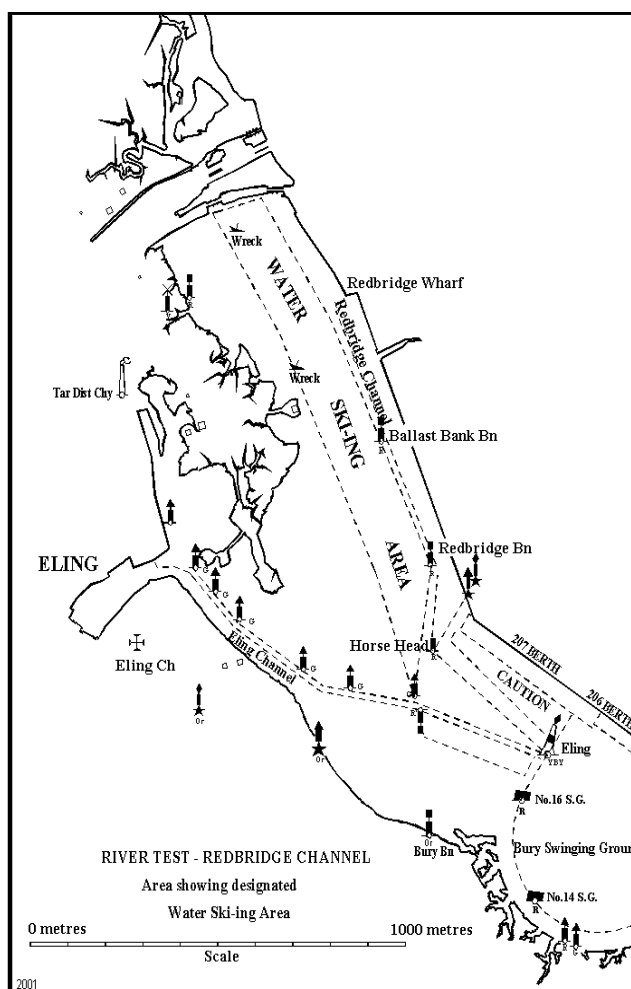 Wreck
WATER
Redbridge Wharf
Redbridge Channel
Wreck
Tar Dist Chy
SKI-ING
Ballast Bank Bn
R
Redbridge Bn
R
AREA
ELING
G
G
G
Eling Channel
Horse Head
R
207 BERTH
Eling Ch
G
G
G
R
CAUTION
206 BERTH
Or
Eling
YBY
No.16 S.G.
R
Or
Bury Bn
Bury Swinging Groun
RIVER TEST - REDBRIDGE CHANNEL
Area showing designated
Water Ski-ing Area
No.14 S.G.
R
0 metres
1000 metres
Scale
R
G
2001